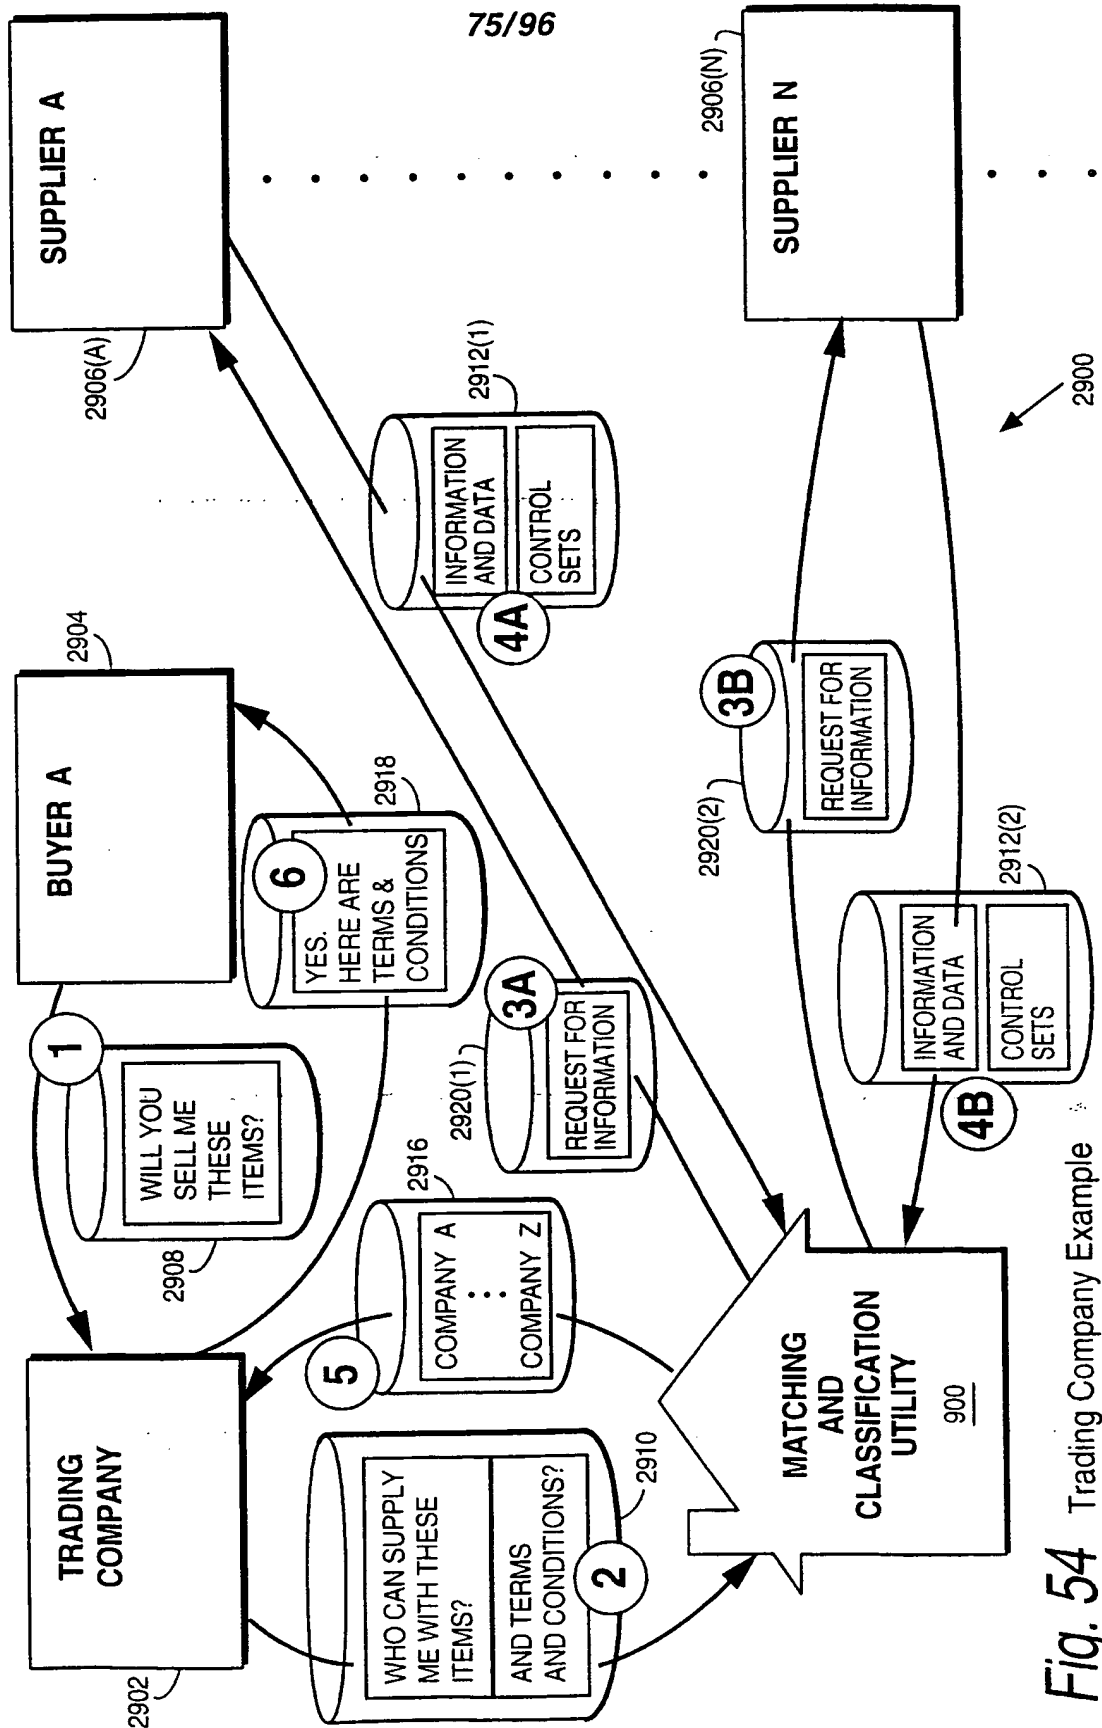 75/96
TRADING
COMPANY
2902
BUYER A
2904
SUPPLIER A
2906(A)
1
WILL YOU
SELL ME
THESE
ITEMS?
2908
6
YES.
HERE ARE
TERMS &
CONDITIONS
2918
WHO CAN SUPPLY
ME WITH THESE
ITEMS?
AND TERMS
AND CONDITIONS?
2
2910
5
COMPANY A
COMPANY Z
2916
2920(1)
3A
REQUEST FOR
INFORMATION
4A
INFORMATION
AND DATA
CONTROL
SETS
2912(1)
MATCHING
AND
CLASSIFICATION
UTILITY
900
2920(2)
3B
REQUEST FOR
INFORMATION
4B
INFORMATION
AND DATA
CONTROL
SETS
2912(2)
SUPPLIER N
2906(N)
2900
Fig. 54 Trading Company Example